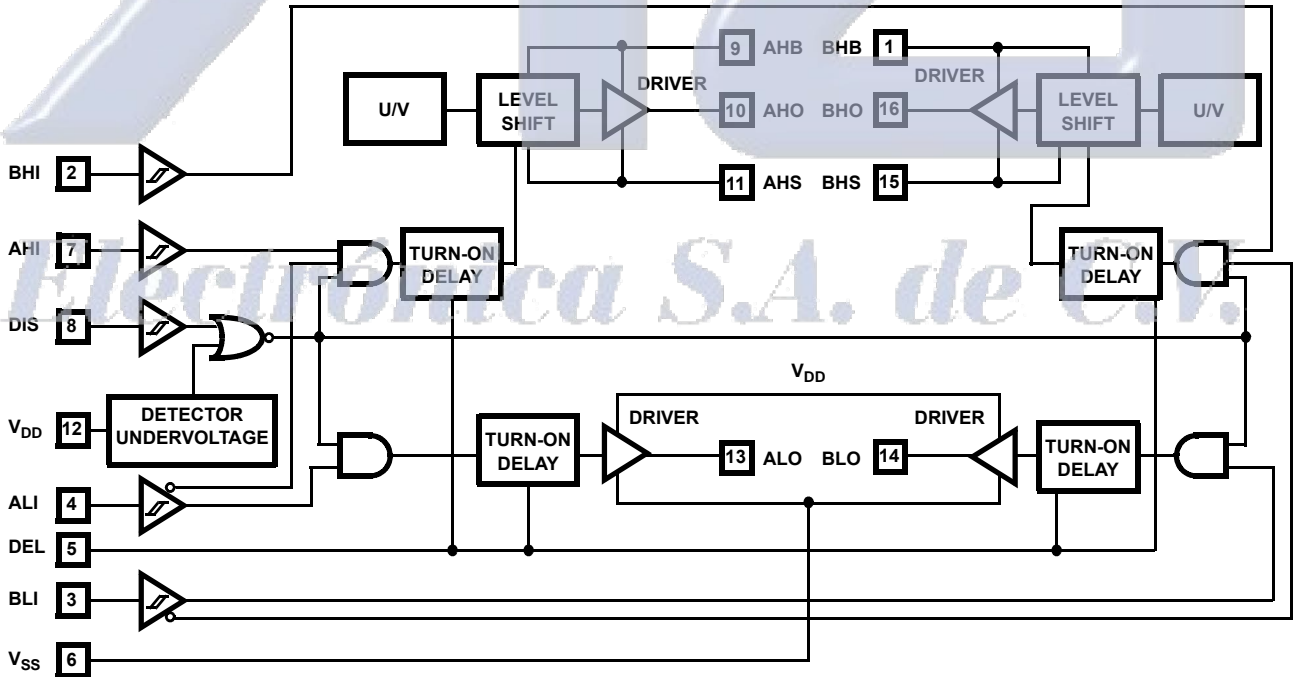 9 AHB BHB 1
DRIVER DRIVER
U/V LEVEL SHIFT 10 AHO BHO 16 LEVEL SHIFT U/V
BHI 2
11 AHS BHS 15
AHI 7
TURN-ON DELAY
TURN-ON DELAY
Electrónica S.A. de C.V.
DIS 8
VDD
VDD 12
DETECTOR UNDERVOLTAGE
DRIVER DRIVER
TURN-ON DELAY
13 ALO BLO 14
TURN-ON DELAY
ALI 4
DEL 5
BLI 3
VSS 6